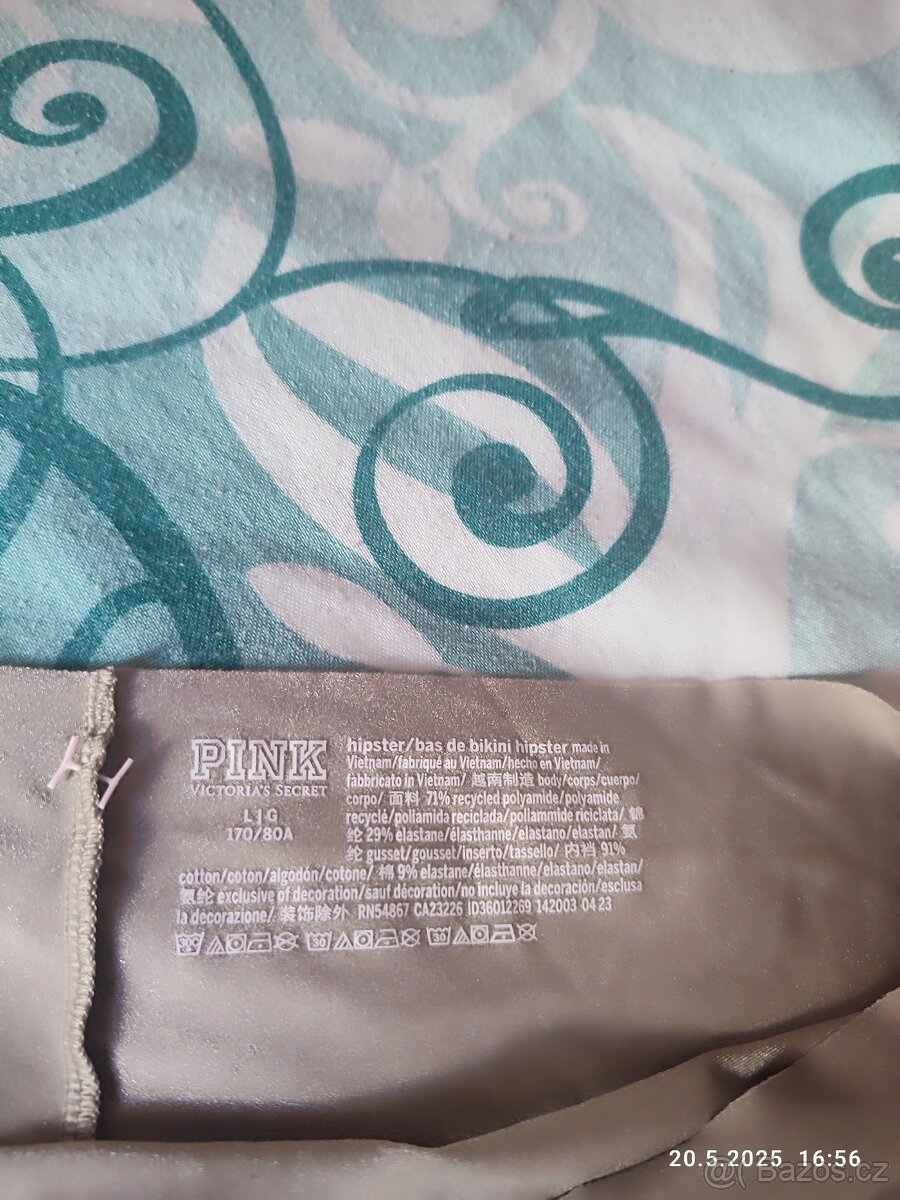 PINK
VICTORIA'S SECRET
L|G
170/80A
hipster/bas de bikini hipster made in
Vietnam/fabriqué au Vietnam/hecho en Vietnam/
fabbricato in Vietnam/ 越南制造 body/corps/cuerpo/
corpo/ 面料 71% recycled polyamide/polyamide
recyclé/poliamida reciclada/poliammide riciclata/ 锦
纶 29% elastane/élasthanne/elastano/elastan/ 氨
纶 gusset/gousset/inserto/tassello/ 内裆 91%
cotton/coton/algodón/cotone/ 棉 9% elastane/élasthanne/elastano/elastan/
氨纶 exclusive of decoration/sauf décoration/no incluye la decoración/esclusa
la decorazione/ 装饰除外 RN54867 CA23226 ID36012269 142003 04 23
30 30
20.5.2025 16:56
@ Bazoš.cz